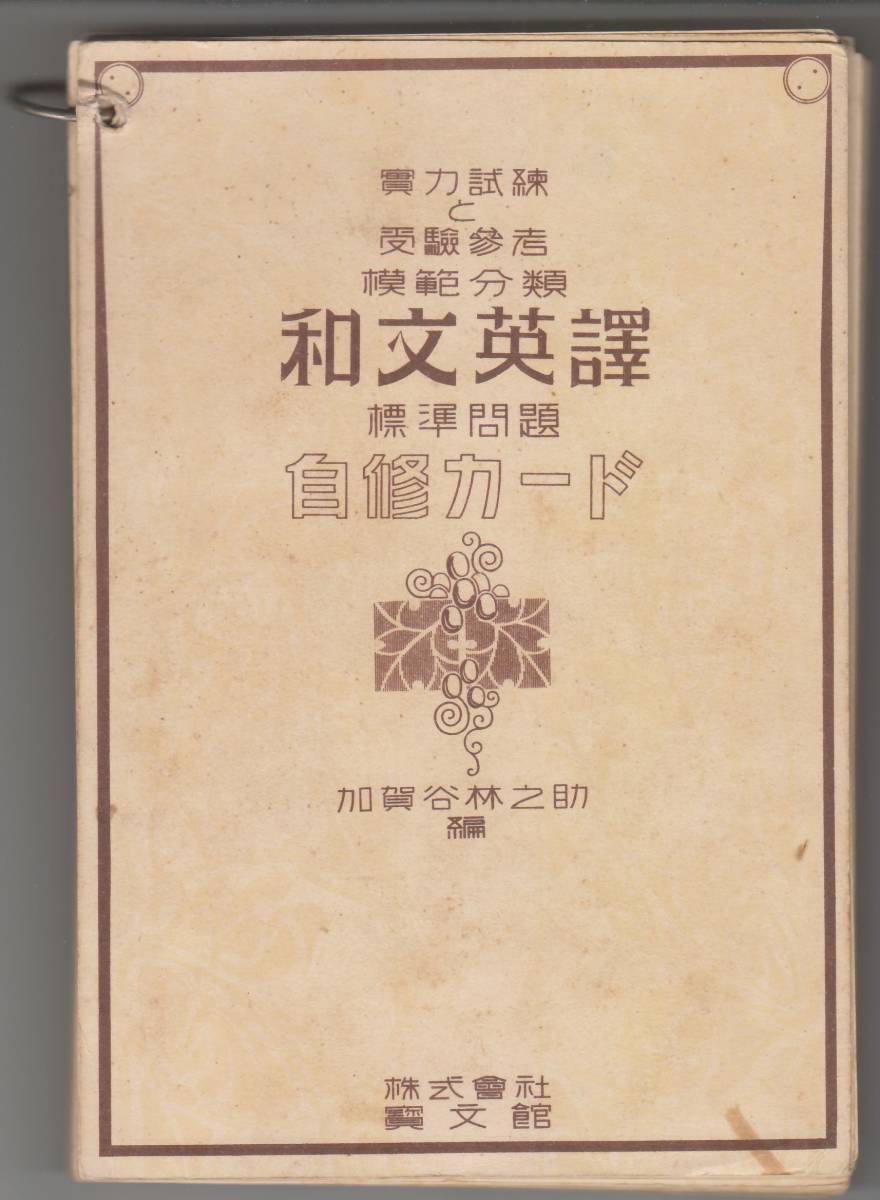 實力試練
と
受驗參考
模範分類
和文英譯
標準問題
自修カード
加賀谷林之助
編
株式會社
寶文館